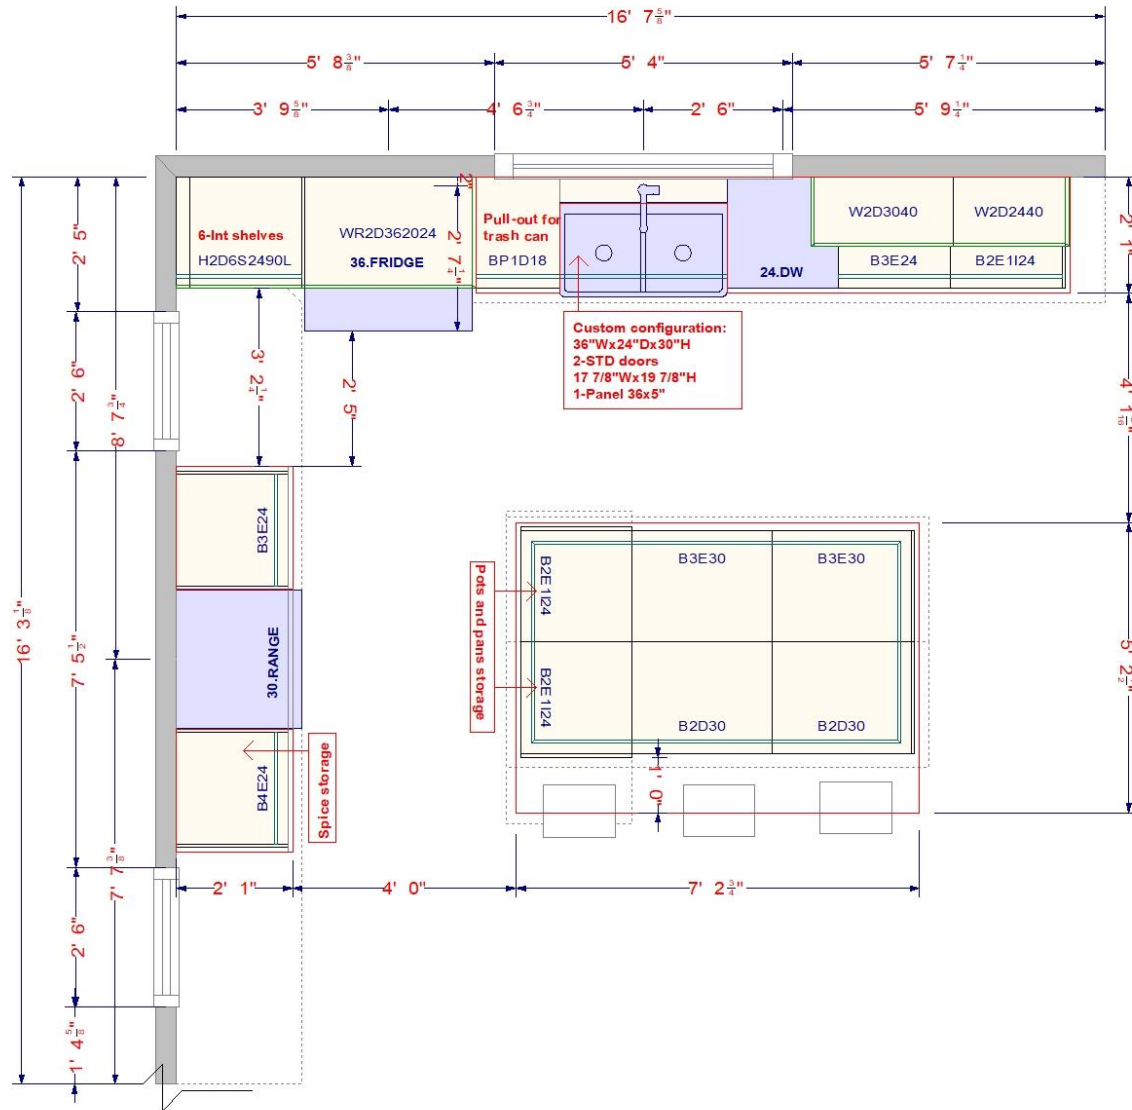 16' 7 5/8"
5' 8 3/8"
5' 4"
5' 7 1/4"
3' 9 5/8"
4' 6 3/4"
2' 6"
5' 9 1/4"
6-Int shelves
H2D6S2490L
WR2D362024
36.FRIDGE
2"
2' 7 1/4"
Pull-out for
trash can
BP1D18
24.DW
W2D3040
W2D2440
B3E24
B2E1I24
2' 1"
2' 5"
2' 6"
8' 7 3/4"
3' 2 1/4"
2' 5"
Custom configuration:
36"Wx24"Dx30"H
2-STD doors
17 7/8"Wx19 7/8"H
1-Panel 36x5"
4' 1 5/16"
B3E24
30.RANGE
B4E24
Spice storage
16' 3 1/8"
7' 5 1/2"
7' 7 3/8"
Pots and pans storage
B2E1I24
B2E1I24
B3E30
B3E30
B2D30
B2D30
5' 2 1/2"
1' 0"
2' 1"
4' 0"
7' 2 3/4"
2' 6"
1' 4 5/8"